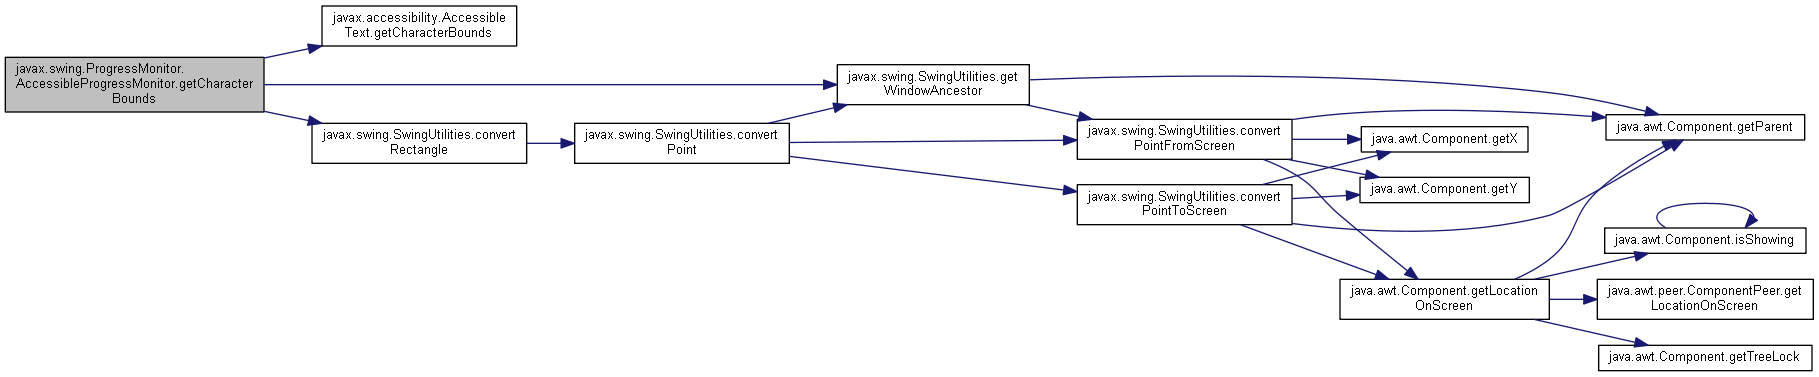 javax.accessibility.Accessible
Text.getCharacterBounds
javax.swing.ProgressMonitor.
AccessibleProgressMonitor.getCharacter
Bounds
javax.swing.SwingUtilities.convert
Rectangle
javax.swing.SwingUtilities.convert
Point
javax.swing.SwingUtilities.get
WindowAncestor
javax.swing.SwingUtilities.convert
PointFromScreen
javax.swing.SwingUtilities.convert
PointToScreen
java.awt.Component.getX
java.awt.Component.getY
java.awt.Component.getLocation
OnScreen
java.awt.Component.getParent
java.awt.Component.isShowing
java.awt.peer.ComponentPeer.get
LocationOnScreen
java.awt.Component.getTreeLock